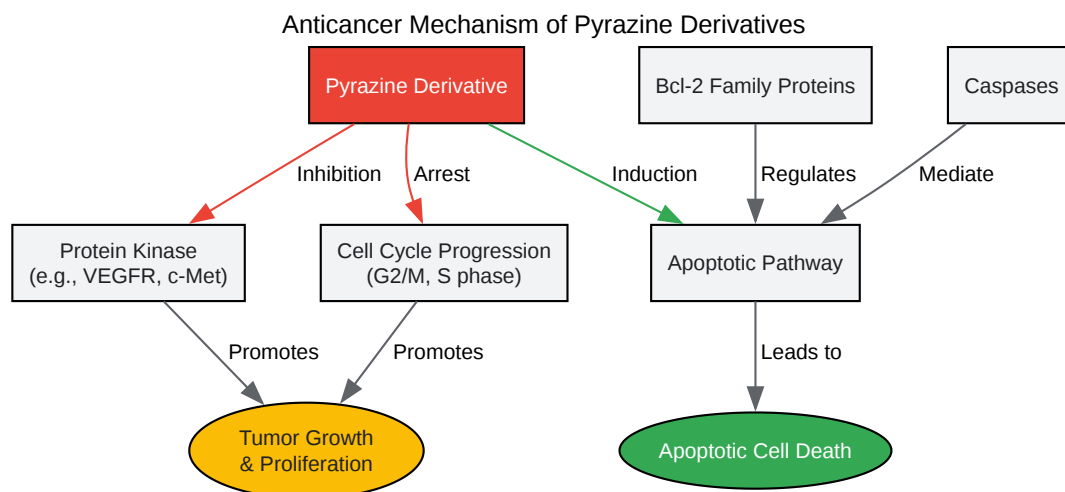 Anticancer Mechanism of Pyrazine Derivatives
Pyrazine Derivative
Bcl-2 Family Proteins
Caspases
Inhibition
Arrest
Induction
Regulates
Mediate
Protein Kinase
(e.g., VEGFR, c-Met)
Cell Cycle Progression
(G2/M, S phase)
Apoptotic Pathway
Promotes
Promotes
Leads to
Tumor Growth
& Proliferation
Apoptotic Cell Death